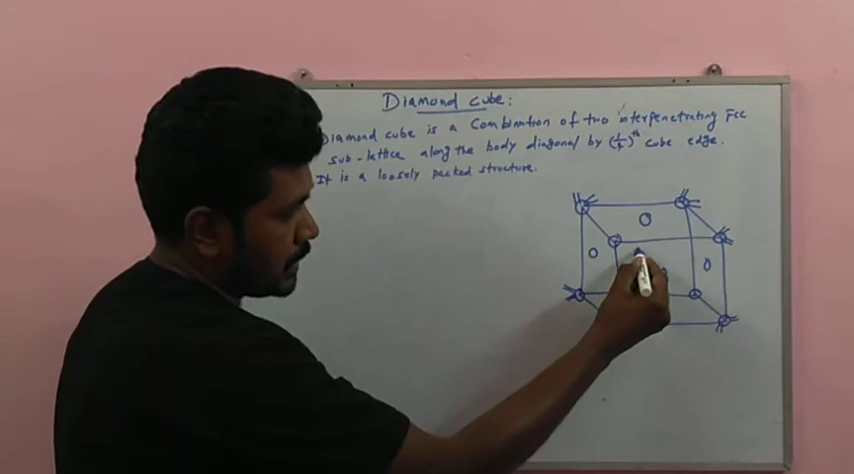 Diamond cube:
Diamond cube is a combination of two interpenetrating Fcc
sub-lattice along the body diagonal by (1/4)th cube edge.
It is a loosely packed structure.